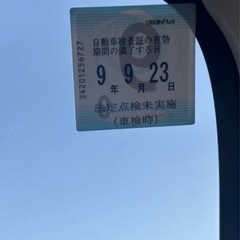 自動車検査証の有効
期間の満了する日
9 9 23
年 月 日
法定点検未実施
(車検時)
24201256727